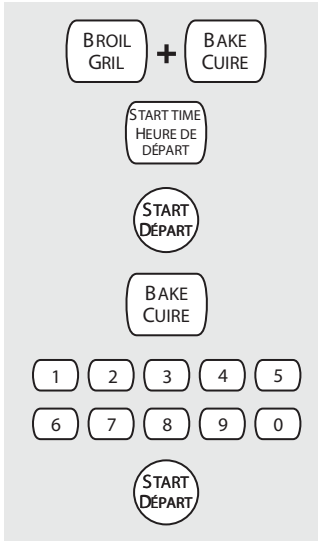 BROIL + BAKE
GRIL CUIRE
START TIME
HEURE DE
DÉPART
START
DÉPART
BAKE
CUIRE
1 2 3 4 5
6 7 8 9 0
START
DÉPART